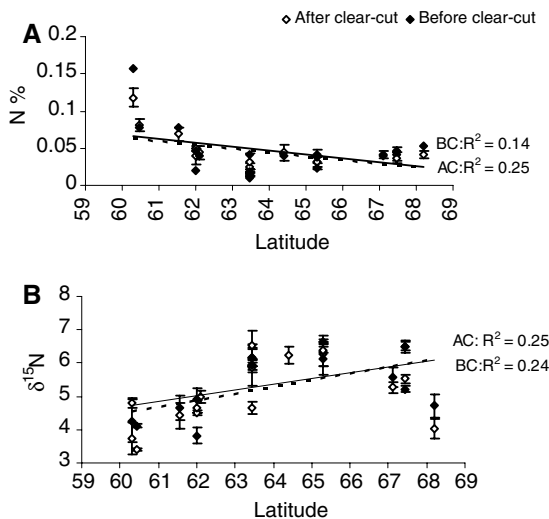 ◇ After clear-cut ◆ Before clear-cut
A
0.2
0.15
0.1
0.05
0
N %
BC:R² = 0.14
AC:R² = 0.25
59 60 61 62 63 64 65 66 67 68 69
Latitude
B
8
7
6
5
4
3
δ¹⁵N
AC: R² = 0.25
BC:R² = 0.24
59 60 61 62 63 64 65 66 67 68 69
Latitude